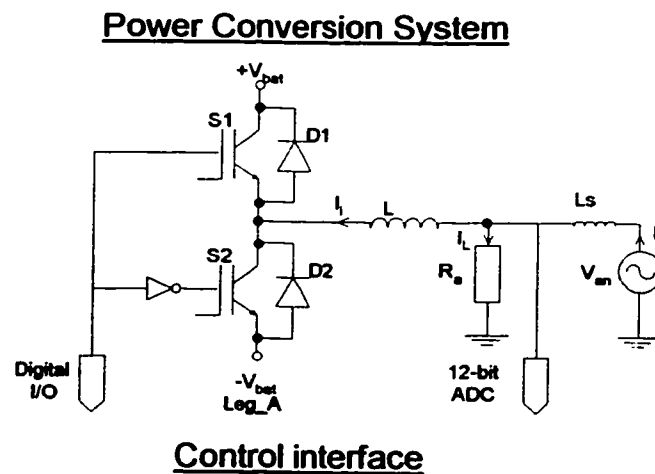 Power Conversion System
+Vbat
S1
D1
Ii
L
Ls
iL
S2
D2
Ra
Van
Digital
I/O
-Vbat
Leg_A
12-bit
ADC
Control interface